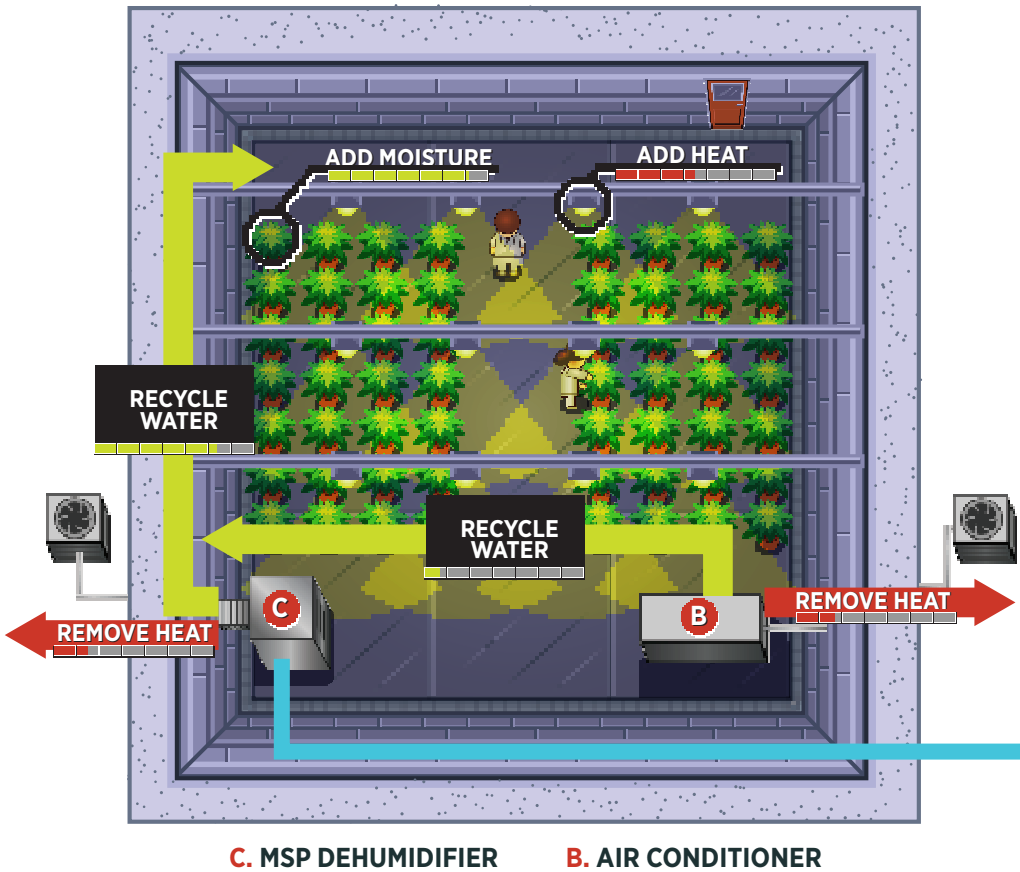 ADD MOISTURE
ADD HEAT
RECYCLE
WATER
RECYCLE
WATER
C
B
REMOVE HEAT
REMOVE HEAT
C. MSP DEHUMIDIFIER
B. AIR CONDITIONER